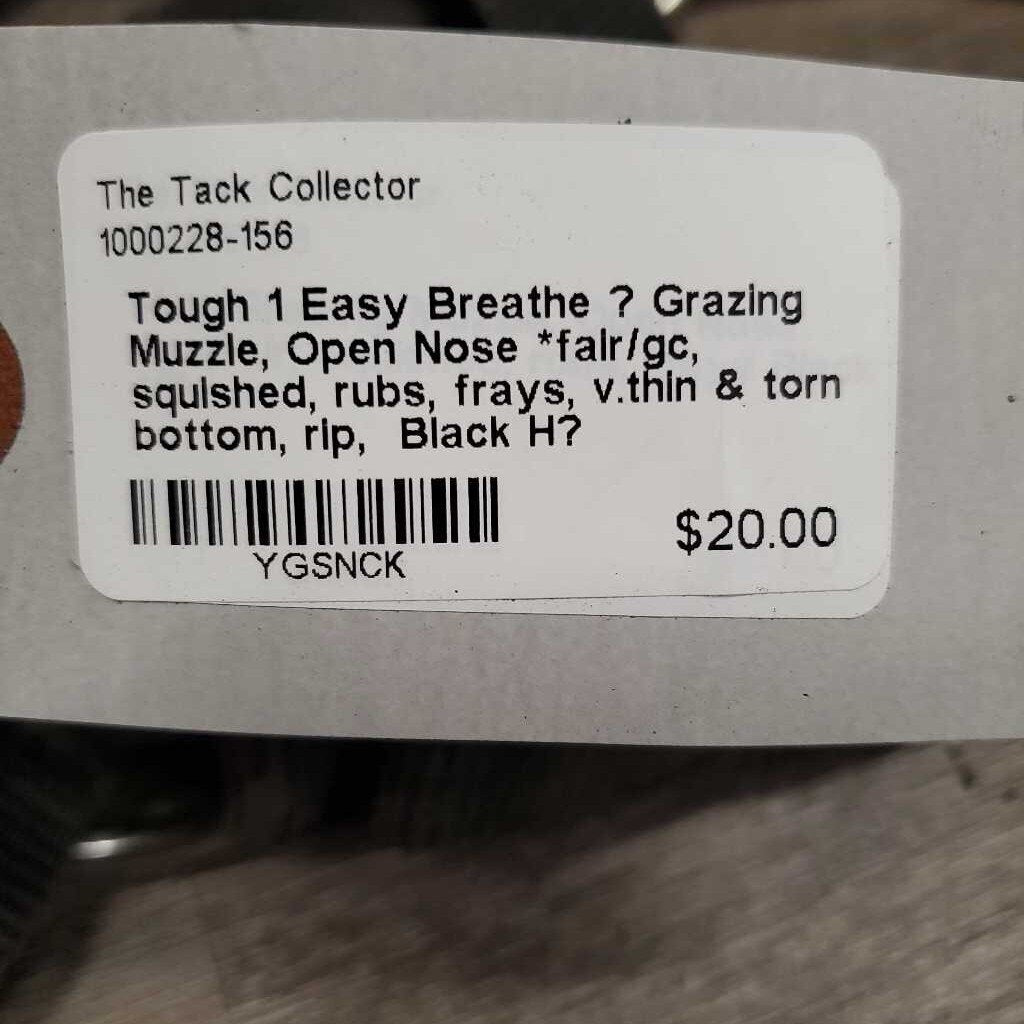 The Tack Collector
1000228-156
Tough 1 Easy Breathe ? Grazing
Muzzle, Open Nose *fair/gc,
squished, rubs, frays, v.thin & torn
bottom, rip, Black H?
YGSNCK
$20.00